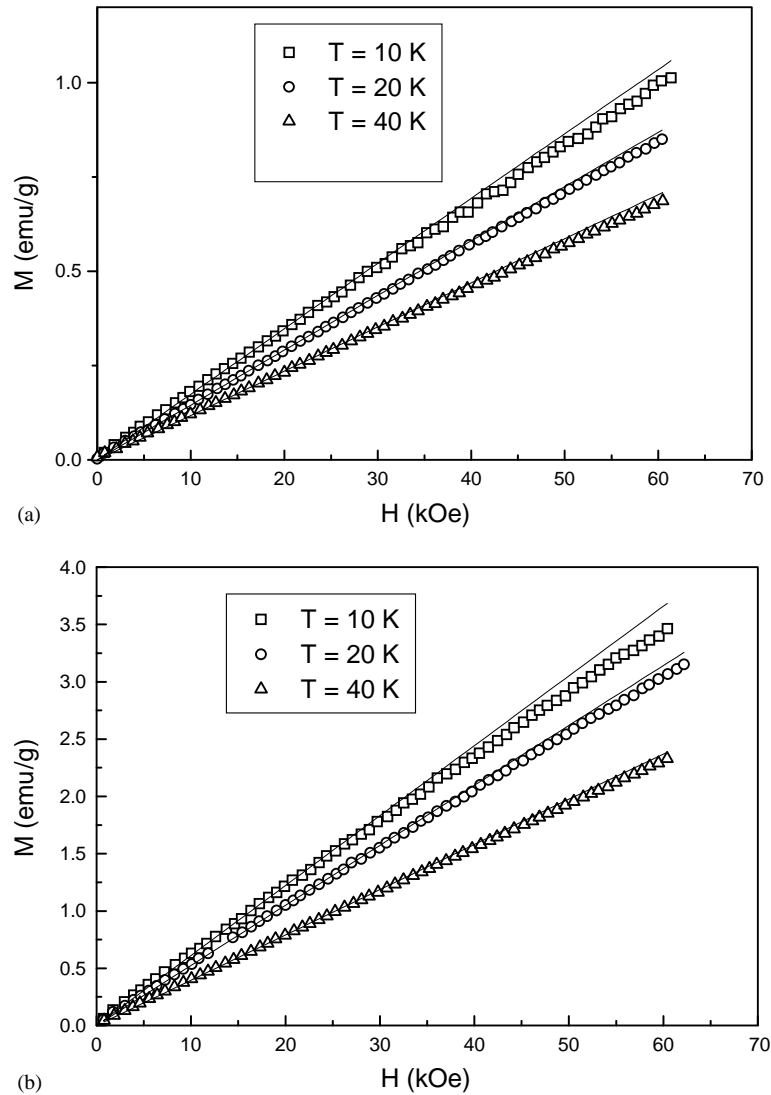 T = 10 K
T = 20 K
T = 40 K
1.0
0.5
0.0
M (emu/g)
0 10 20 30 40 50 60 70
H (kOe)
(a)
T = 10 K
T = 20 K
T = 40 K
4.0
3.5
3.0
2.5
2.0
1.5
1.0
0.5
0.0
M (emu/g)
0 10 20 30 40 50 60 70
H (kOe)
(b)